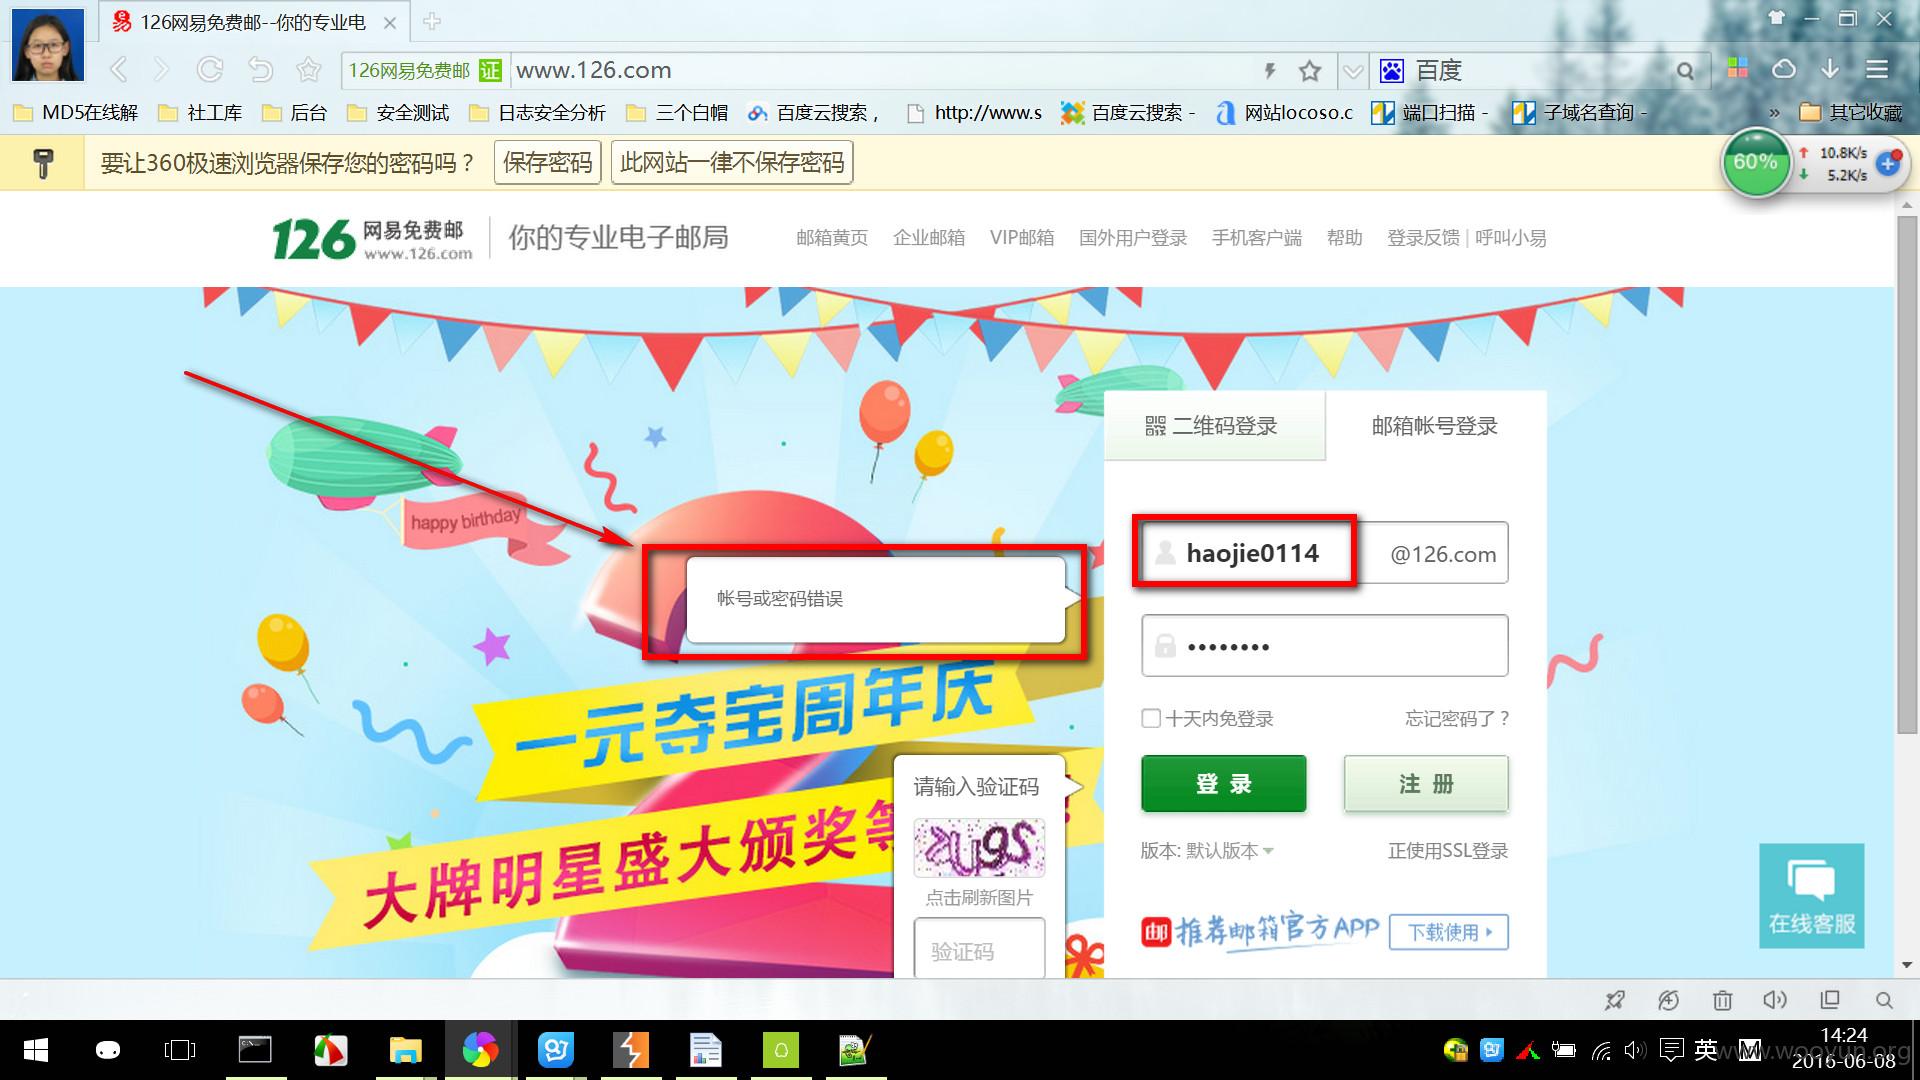 126网易免费邮--你的专业电
126网易免费邮 证 www.126.com
百度
MD5在线解
社工库
后台
安全测试
日志安全分析
三个白帽
百度云搜索，
http://www.s
百度云搜索 -
网站locoso.c
端口扫描 -
子域名查询 -
»
其它收藏
要让360极速浏览器保存您的密码吗？
保存密码
此网站一律不保存密码
60%
10.8K/s
5.2K/s
126 网易免费邮
www.126.com
你的专业电子邮局
邮箱黄页
企业邮箱
VIP邮箱
国外用户登录
手机客户端
帮助
登录反馈 | 呼叫小易
happy birthday
二维码登录
邮箱帐号登录
haojie0114 @126.com
帐号或密码错误
••••••••
十天内免登录
忘记密码了？
一元夺宝周年庆
大牌明星盛大颁奖等
请输入验证码
点击刷新图片
验证码
登 录
注 册
版本: 默认版本
正使用SSL登录
邮 推荐邮箱官方APP
下载使用
在线客服
英
M
14:24
2016-06-08
www.wooyun.org